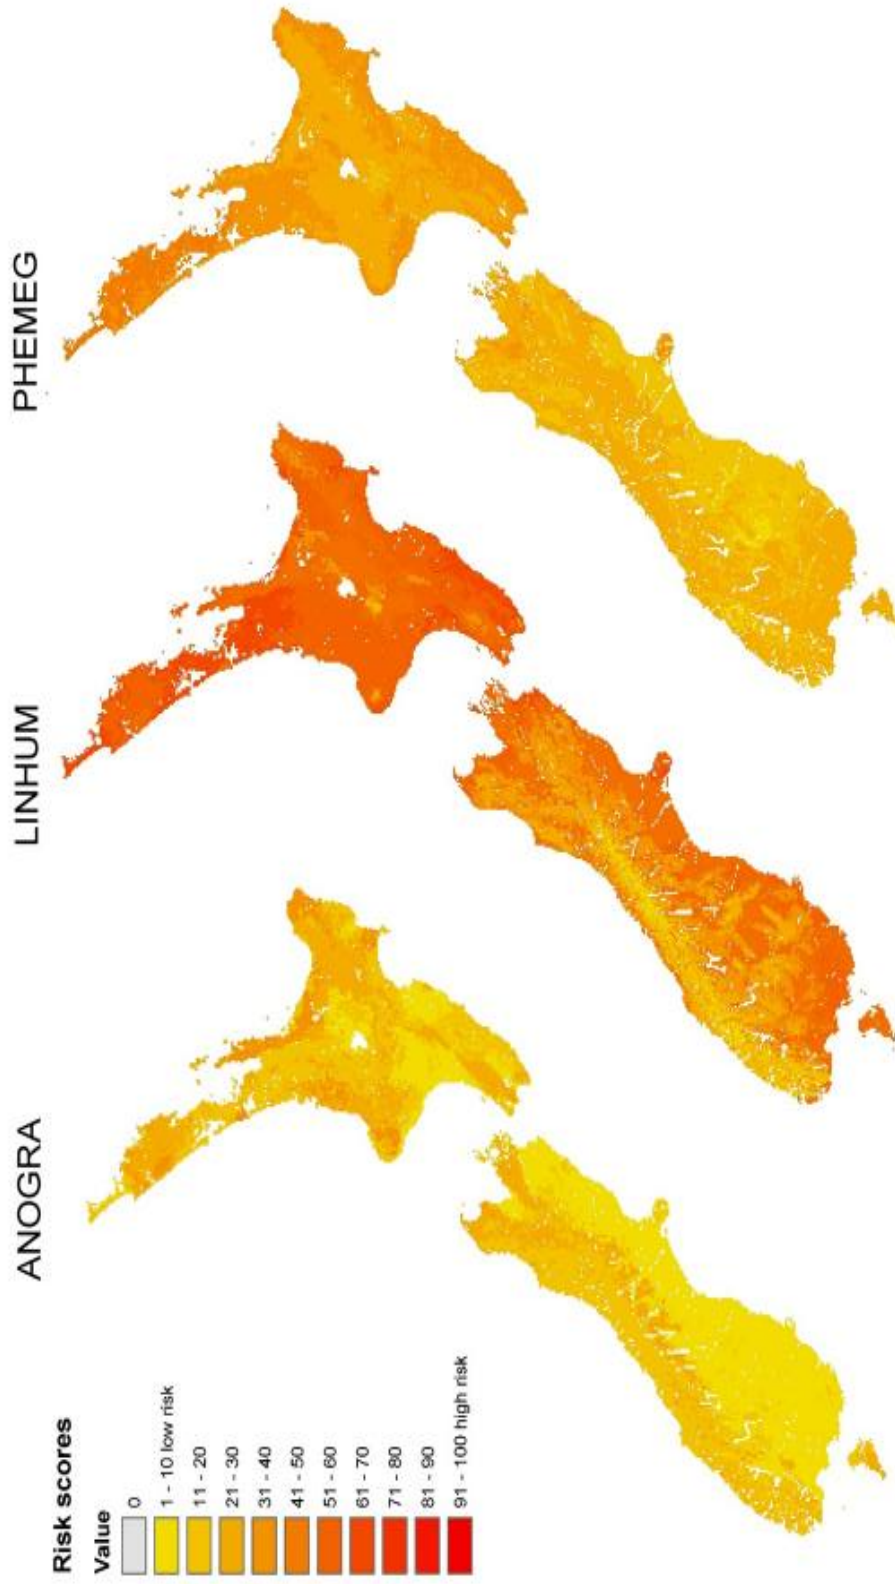 ANOGRA
LINHUM
PHEMEG
Risk scores
Value
0
1 - 10 low risk
11 - 20
21 - 30
31 - 40
41 - 50
51 - 60
61 - 70
71 - 80
81 - 90
91 - 100 high risk